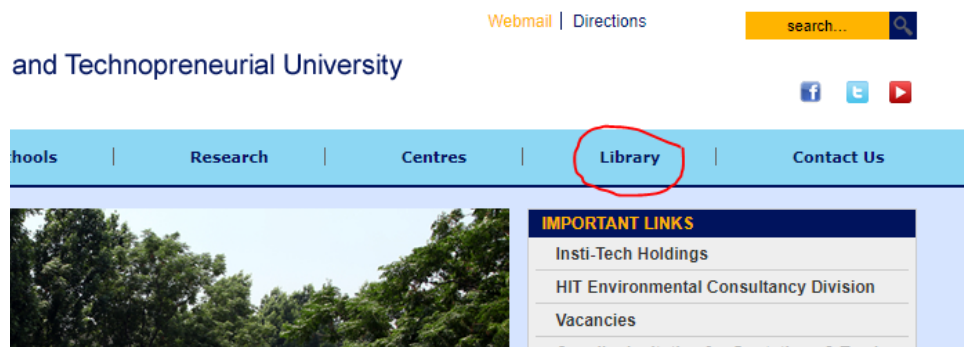 Webmail | Directions
search...
and Technopreneurial University
hools | Research | Centres | Library | Contact Us
IMPORTANT LINKS
Insti-Tech Holdings
HIT Environmental Consultancy Division
Vacancies